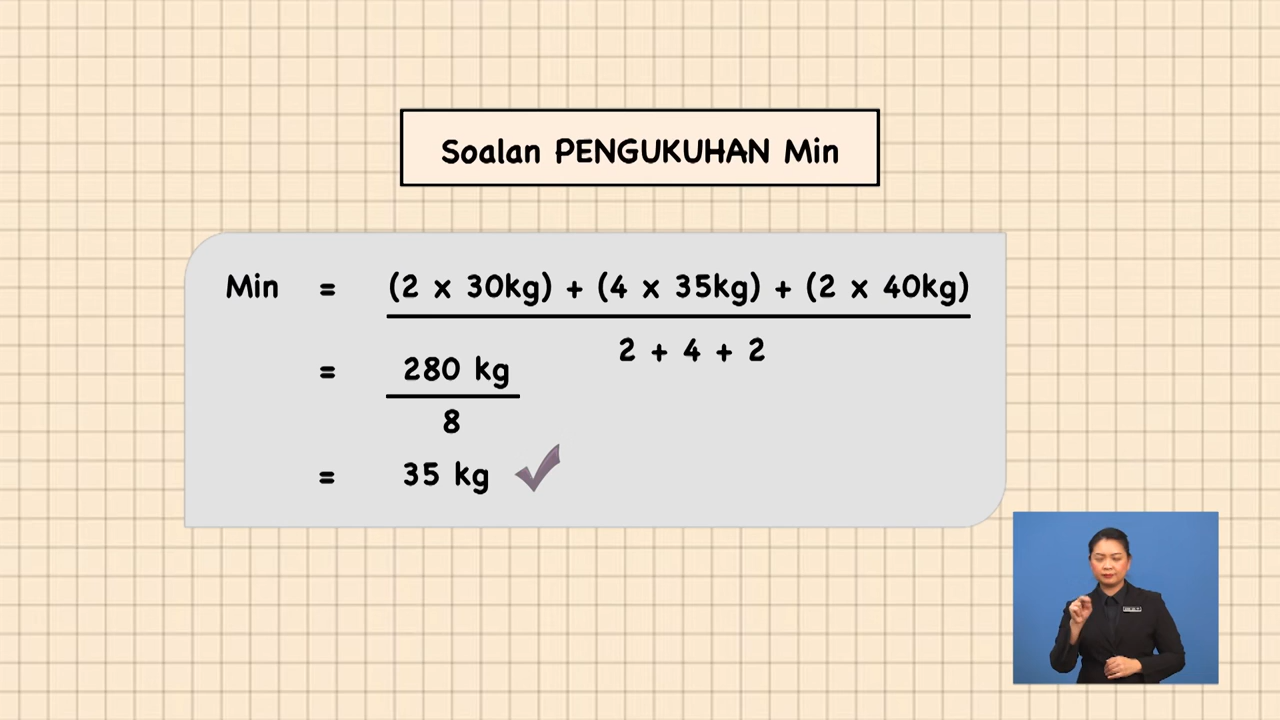 Soalan PENGUKUHAN Min
Min = (2 x 30kg) + (4 x 35kg) + (2 x 40kg)
2 + 4 + 2
= 280 kg
8
= 35 kg